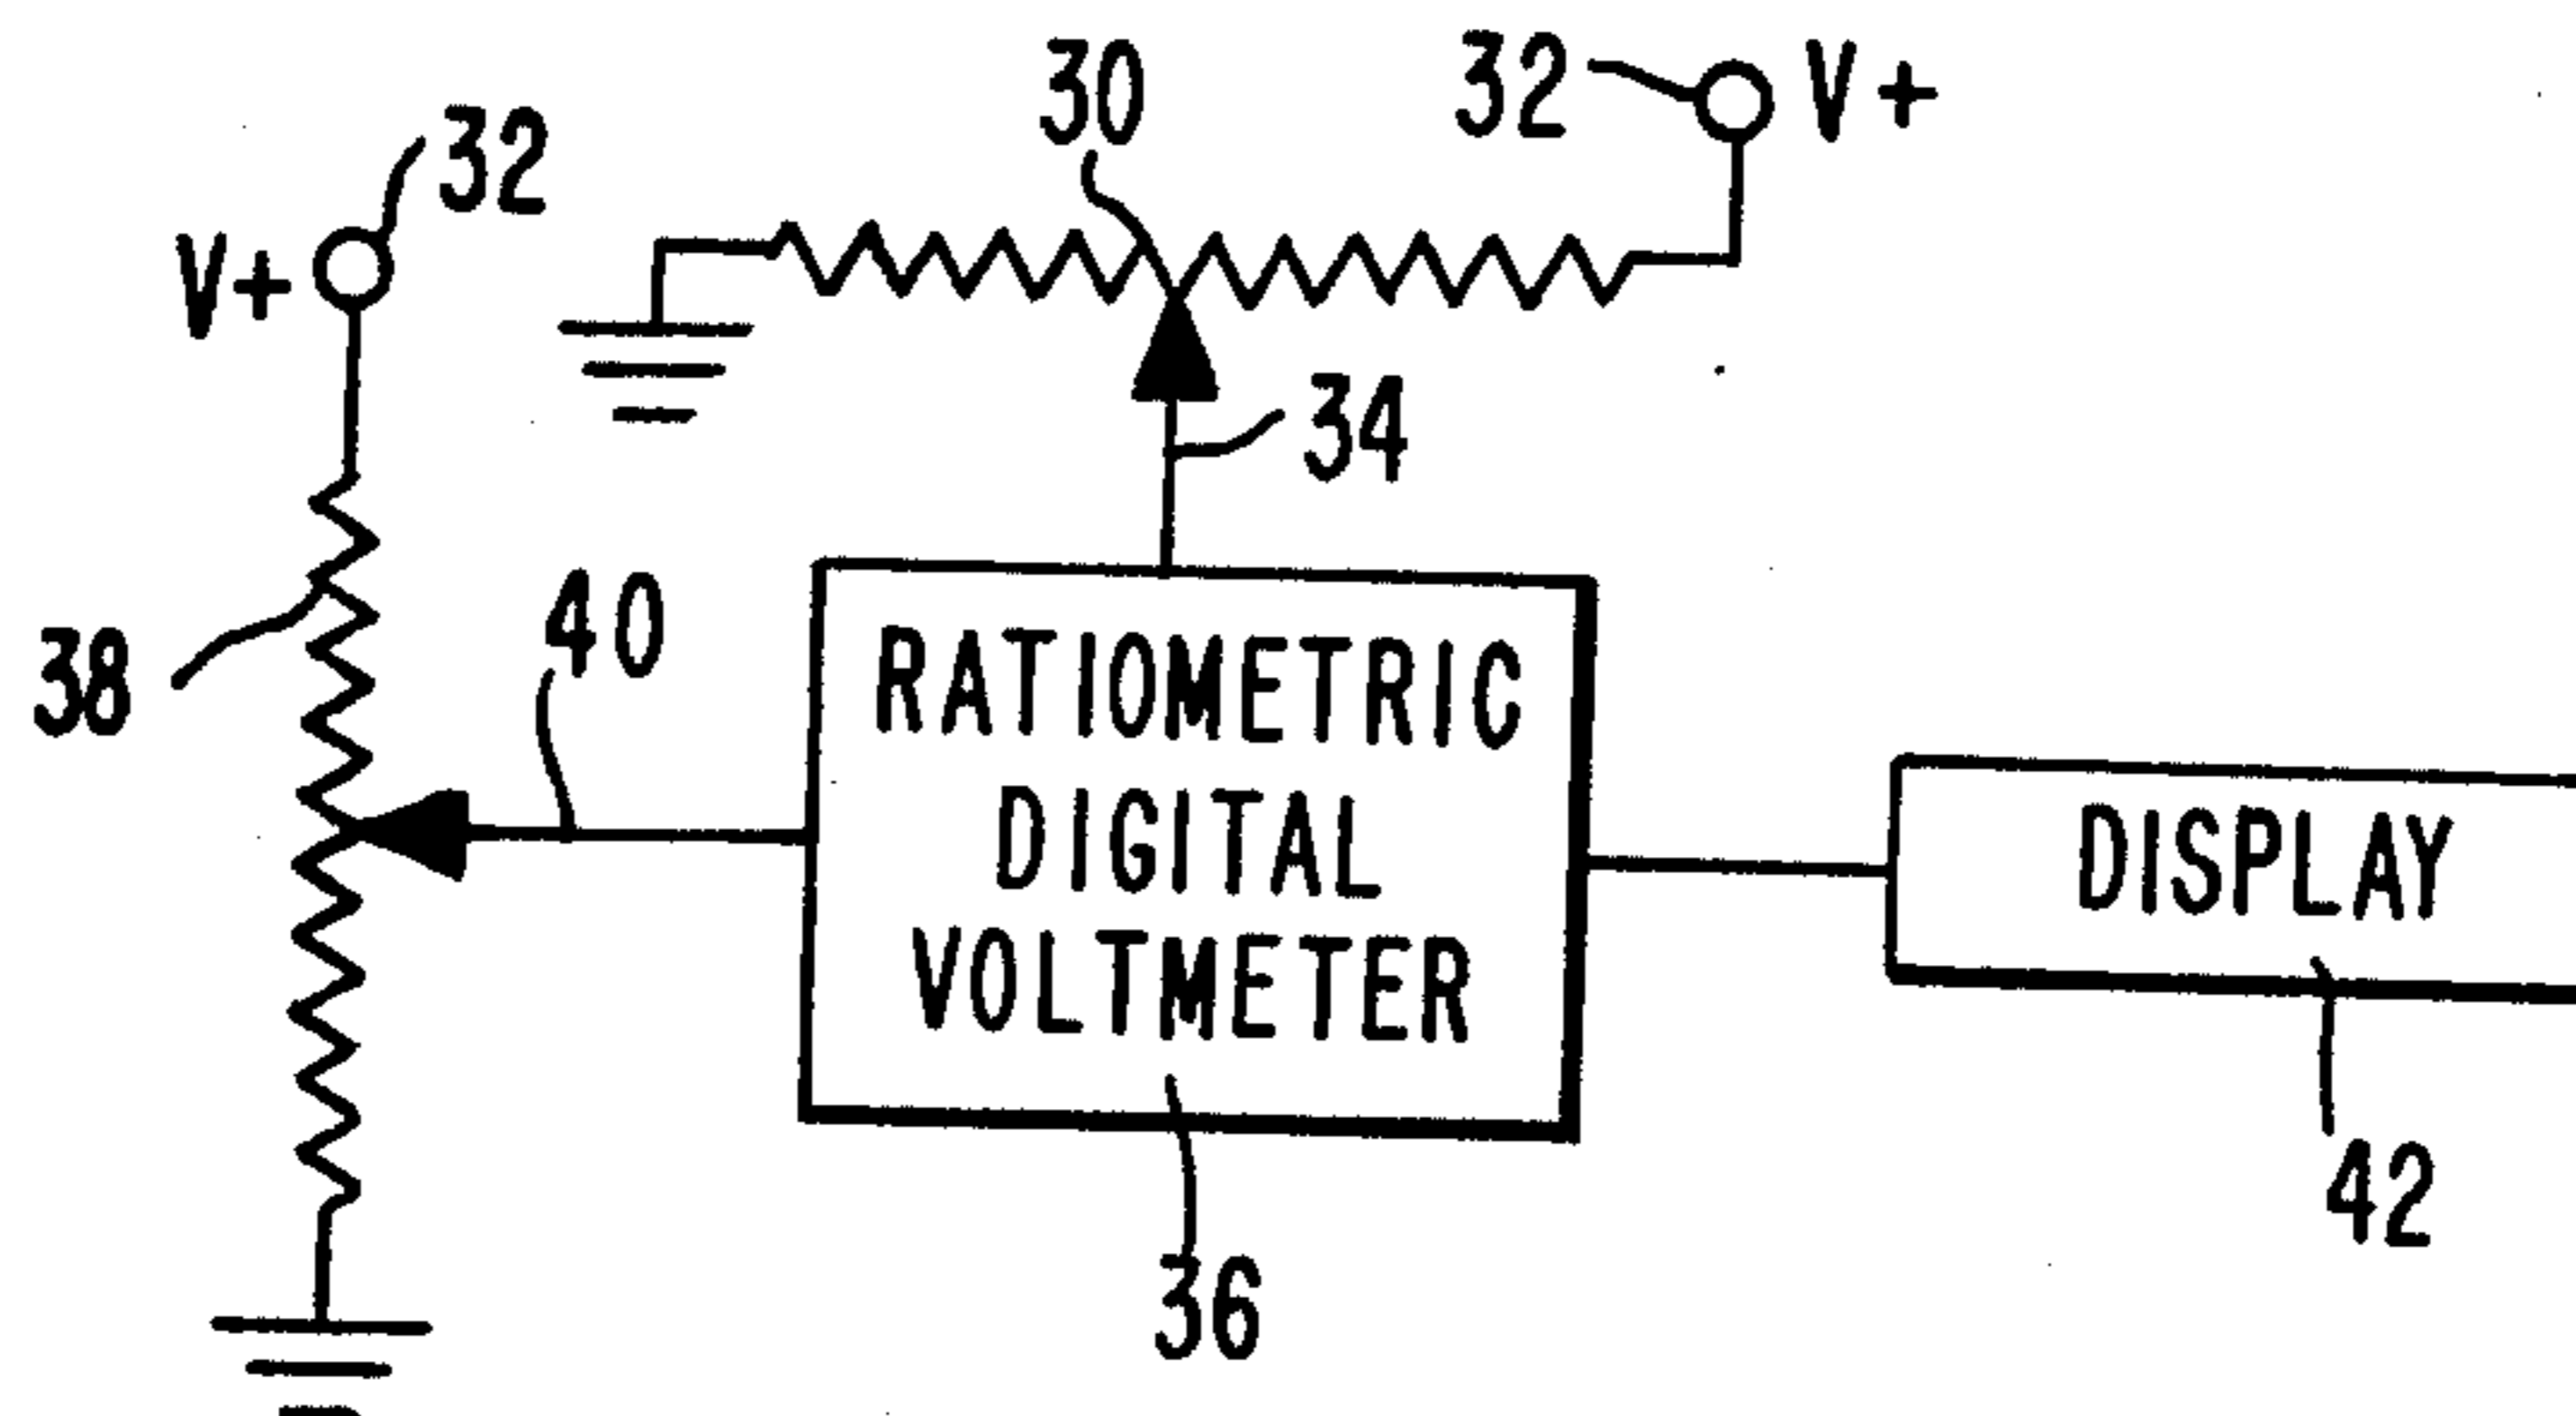 30
32
V+
32
V+
34
40
38
RATIOMETRIC
DIGITAL
VOLTMETER
DISPLAY
42
36